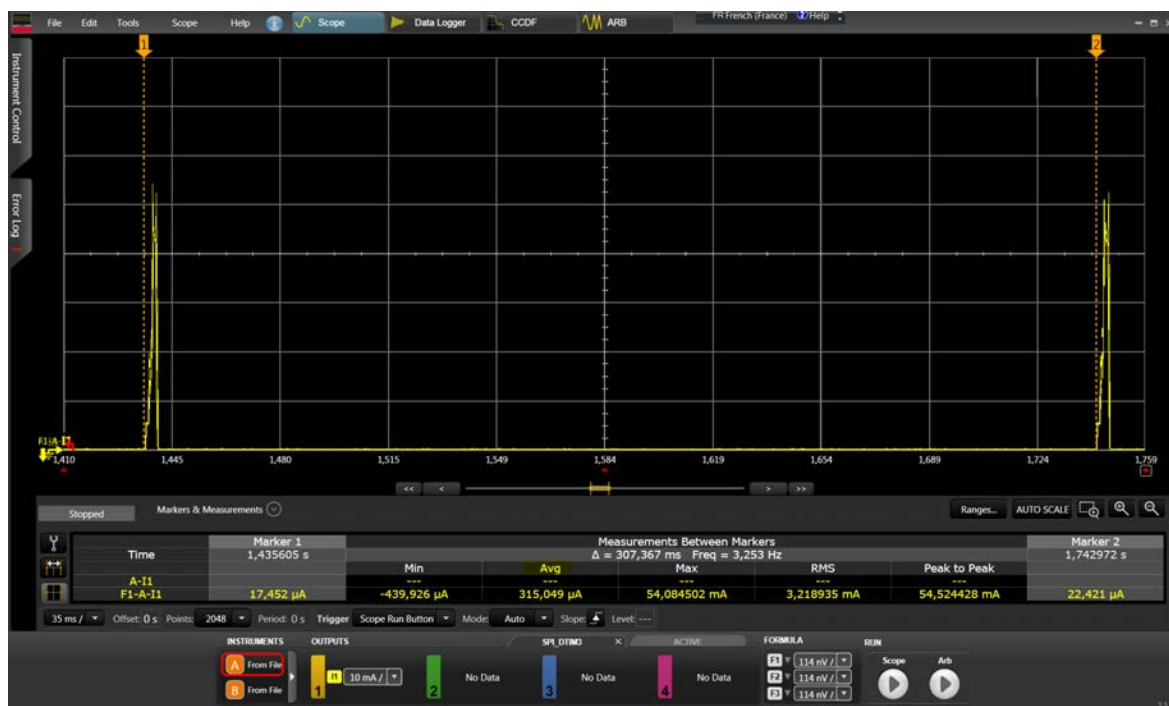 File Edit Tools Scope Help Scope Data Logger CCDF ARB FR French (France) Help
1 2
Instrument Control
Error Log
F1-A-I1
1,410 1,445 1,480 1,515 1,549 1,584 1,619 1,654 1,689 1,724 1,759
<< < > >>
Stopped Markers & Measurements Ranges... AUTO SCALE
Marker 1 Measurements Between Markers Marker 2
Time 1,435605 s Δ = 307,367 ms Freq = 3,253 Hz 1,742972 s
Min Avg Max RMS Peak to Peak
A-I1 --- --- --- --- ---
F1-A-I1 17,452 µA -439,926 µA 315,049 µA 54,084502 mA 3,218935 mA 54,524428 mA 22,421 µA
35 ms / Offset: 0 s Points: 2048 Period: 0 s Trigger Scope Run Button Mode: Auto Slope: Level: ---
INSTRUMENTS OUTPUTS SPI_DTIM3 × ACTIVE FORMULA RUN
A From File 1 I1 10 mA / 2 No Data 3 No Data 4 No Data F1 114 nV / Scope Arb
B From File F2 114 nV /
F3 114 nV /